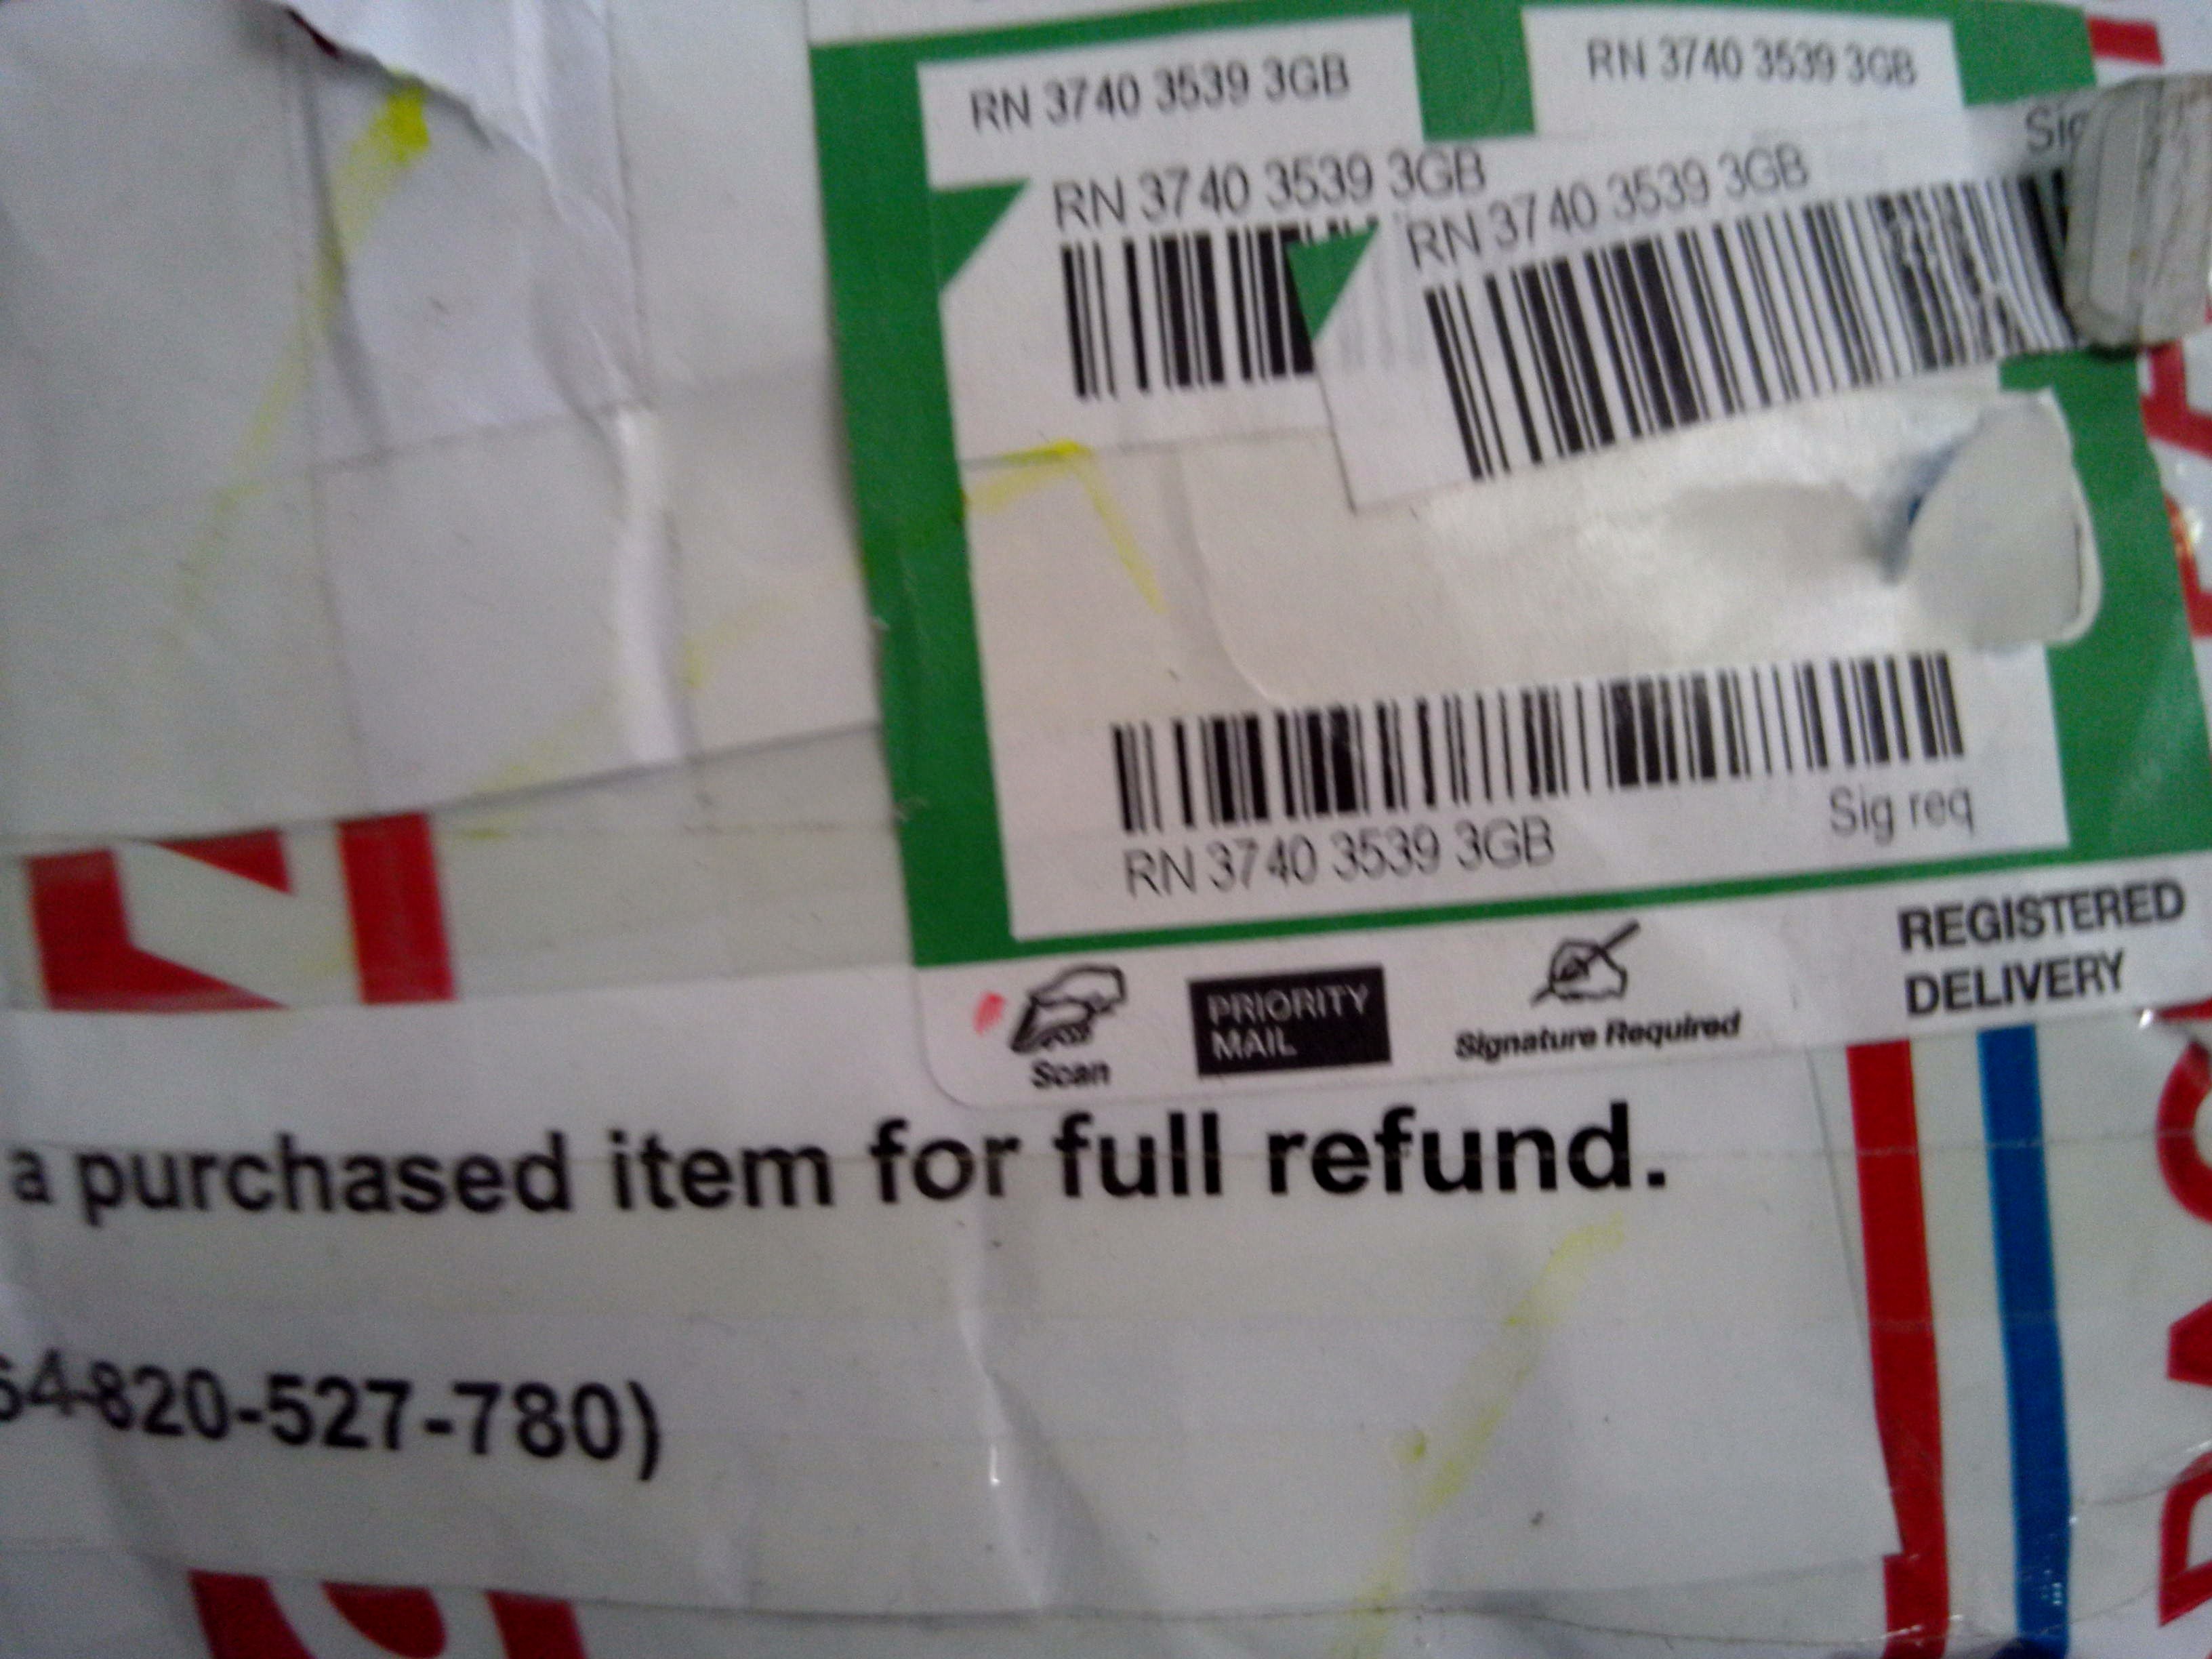 RN 3740 3539 3GB
RN 3740 3539 3GB
RN 3740 3539 3GB
RN 3740 3539 3GB
RN 3740 3539 3GB
Sig req
Scan
PRIORITY
MAIL
Signature Required
REGISTERED
DELIVERY
a purchased item for full refund.
64-820-527-780)